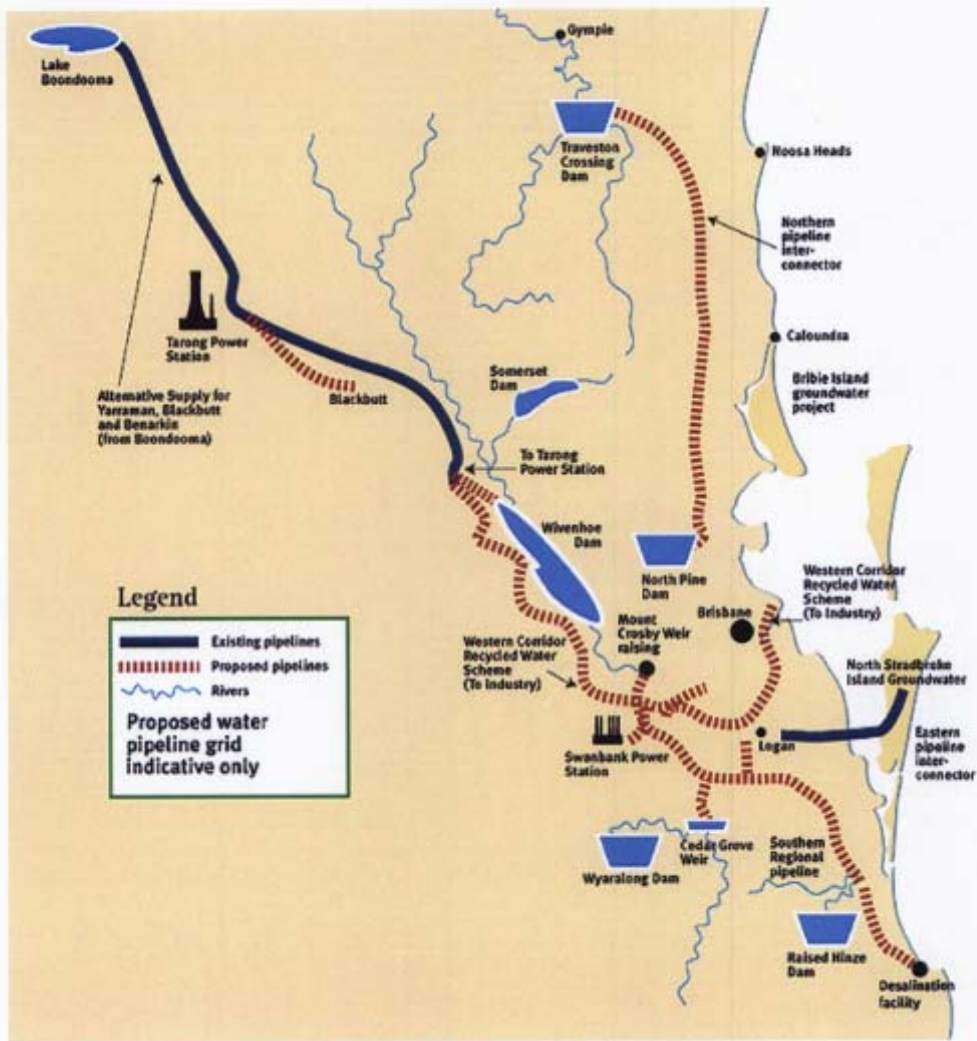 Lake
Boondooma
Gympie
Traveston
Crossing
Dam
Noosa Heads
Northern
pipeline
inter-
connector
Tarong Power
Station
Caloundra
Somerset
Dam
Bribie Island
groundwater
project
Alternative Supply for
Yarraman, Blackbutt
and Benarkin
(from Boondooma)
Blackbutt
To Tarong
Power Station
Wivenhoe
Dam
North Pine
Dam
Western Corridor
Recycled Water
Scheme
(To Industry)
Brisbane
Mount
Crosby Weir
raising
Western Corridor
Recycled Water
Scheme
(To Industry)
North Stradbroke
Island Groundwater
Logan
Eastern
pipeline
inter-
connector
Swanbank Power
Station
Legend
Existing pipelines
Proposed pipelines
Rivers
Proposed water
pipeline grid
indicative only
Cedar Grove
Weir
Wyaralong Dam
Southern
Regional
pipeline
Raised Hinze
Dam
Desalination
facility